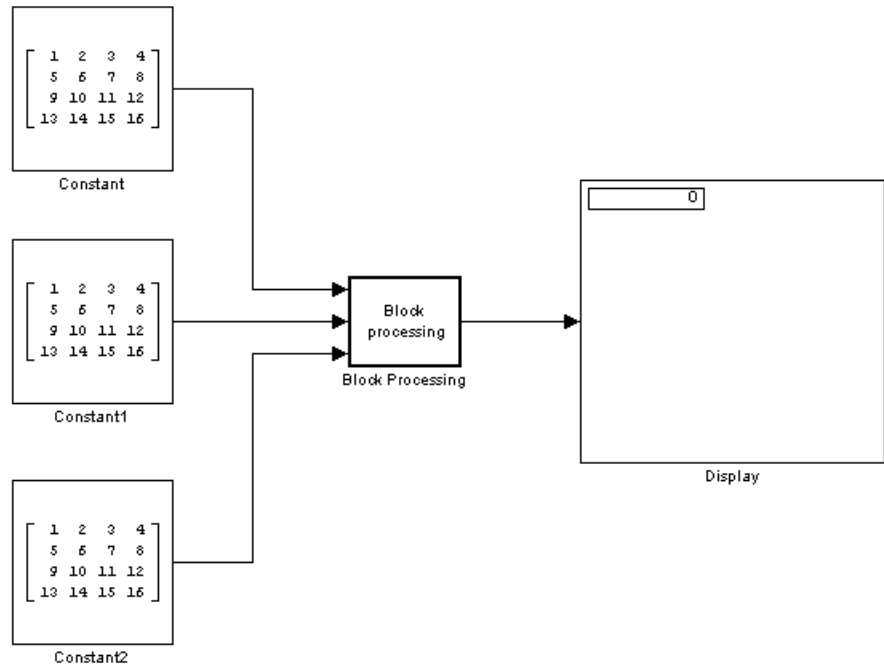 1 2 3 4
5 6 7 8
9 10 11 12
13 14 15 16
Constant
1 2 3 4
5 6 7 8
9 10 11 12
13 14 15 16
Constant1
1 2 3 4
5 6 7 8
9 10 11 12
13 14 15 16
Constant2
Block
processing
Block Processing
0
Display